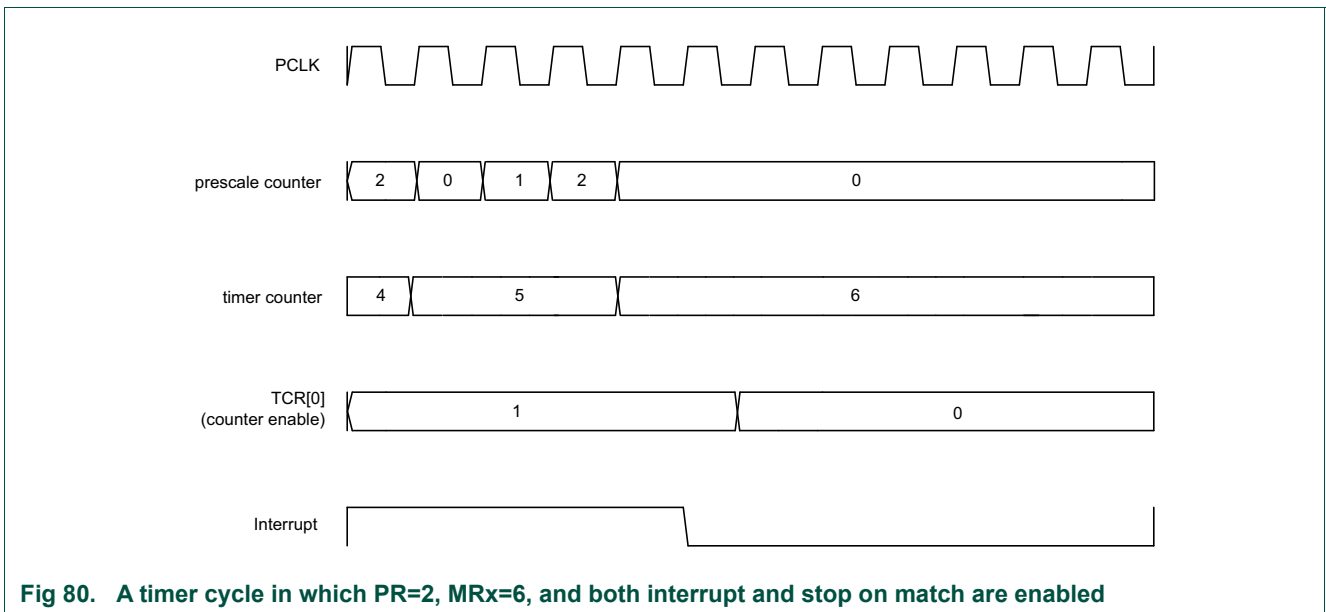 PCLK
prescale counter 2 0 1 2 0
timer counter 4 5 6
TCR[0]
(counter enable) 1 0
Interrupt
Fig 80. A timer cycle in which PR=2, MRx=6, and both interrupt and stop on match are enabled